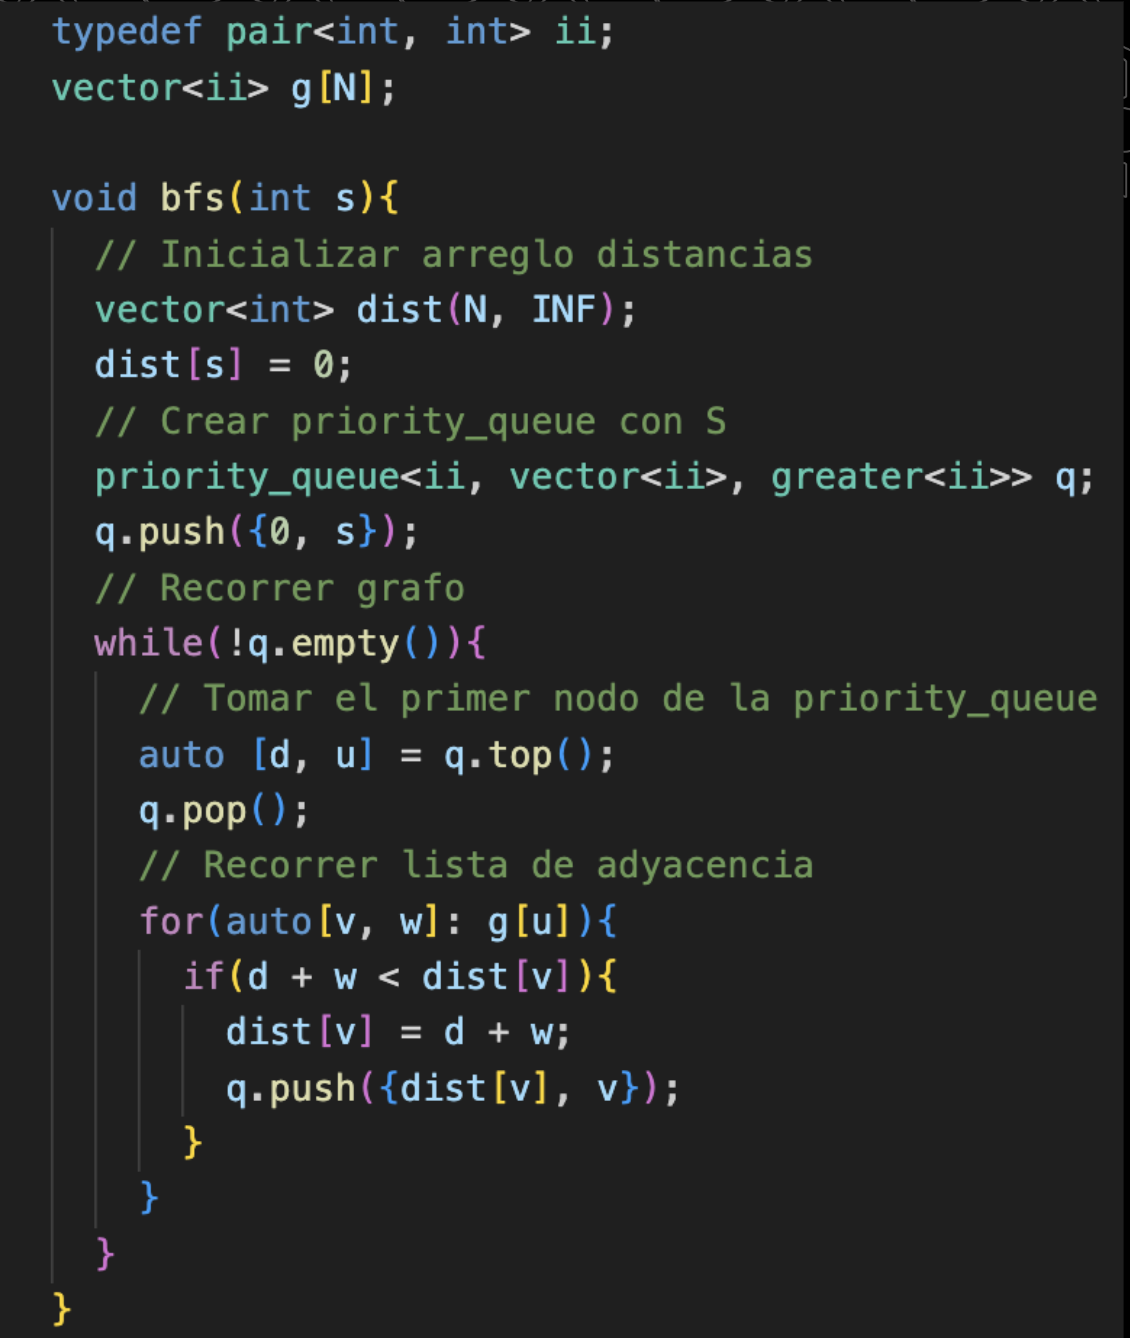 typedef pair<int, int> ii;
vector<ii> g[N];

void bfs(int s){
  // Inicializar arreglo distancias
  vector<int> dist(N, INF);
  dist[s] = 0;
  // Crear priority_queue con S
  priority_queue<ii, vector<ii>, greater<ii>> q;
  q.push({0, s});
  // Recorrer grafo
  while(!q.empty()){
    // Tomar el primer nodo de la priority_queue
    auto [d, u] = q.top();
    q.pop();
    // Recorrer lista de adyacencia
    for(auto[v, w]: g[u]){
      if(d + w < dist[v]){
        dist[v] = d + w;
        q.push({dist[v], v});
      }
    }
  }
}